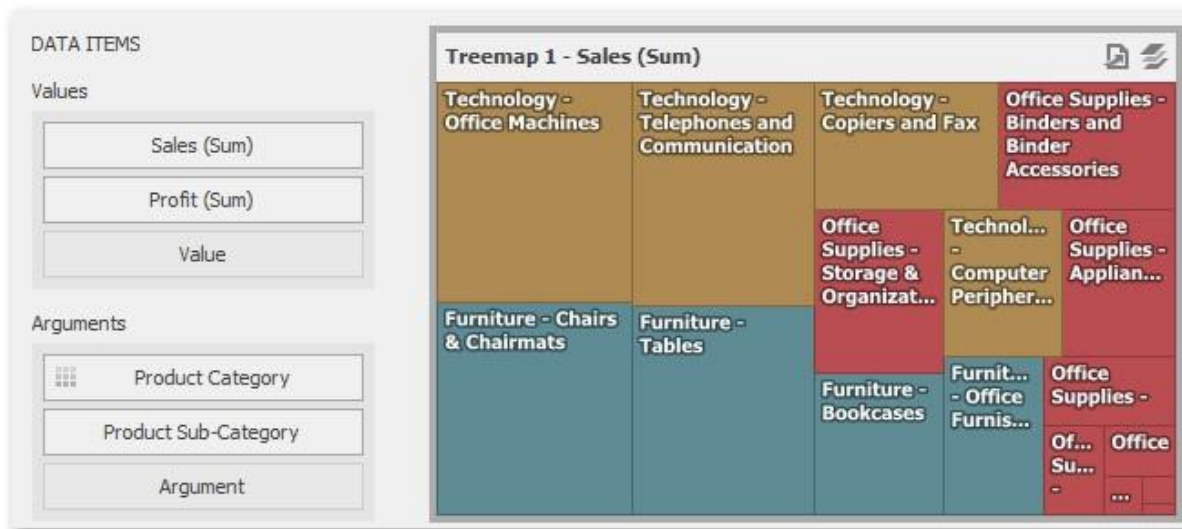 DATA ITEMS
Values
Sales (Sum)
Profit (Sum)
Value
Arguments
Product Category
Product Sub-Category
Argument
Treemap 1 - Sales (Sum)
Technology -
Office Machines
Technology -
Telephones and
Communication
Technology -
Copiers and Fax
Office Supplies -
Binders and
Binder
Accessories
Office
Supplies -
Storage &
Organizat...
Technol...
-
Computer
Peripher...
Office
Supplies -
Applian...
Furniture - Chairs
& Chairmats
Furniture -
Tables
Furniture -
Bookcases
Furnit...
- Office
Furnis...
Office
Supplies -
Of...
Su...
-
Office
...